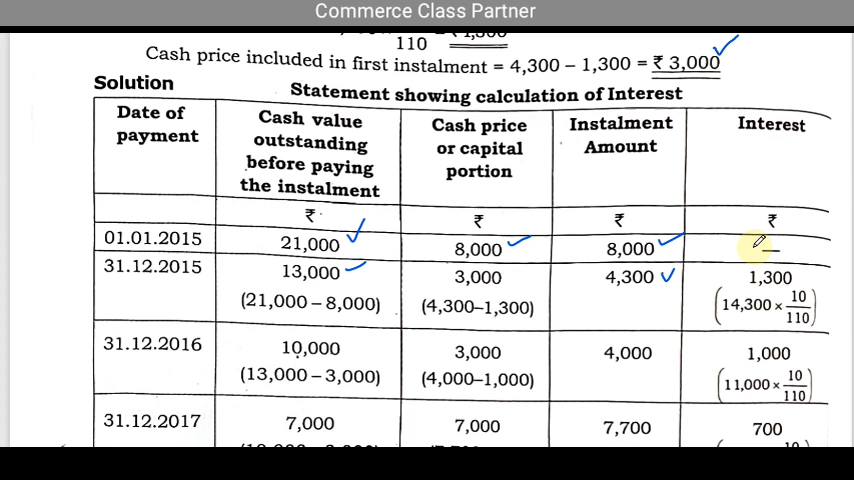 Commerce Class Partner
110
Cash price included in first instalment = 4,300 – 1,300 = ₹ 3,000
Solution
Statement showing calculation of Interest
Date of payment | Cash value outstanding before paying the instalment | Cash price or capital portion | Instalment Amount | Interest
₹ | ₹ | ₹ | ₹
01.01.2015 | 21,000 | 8,000 | 8,000 | —
31.12.2015 | 13,000 | 3,000 | 4,300 | 1,300
(21,000 – 8,000) | (4,300–1,300) | (14,300 × 10/110)
31.12.2016 | 10,000 | 3,000 | 4,000 | 1,000
(13,000 – 3,000) | (4,000–1,000) | (11,000 × 10/110)
31.12.2017 | 7,000 | 7,000 | 7,700 | 700